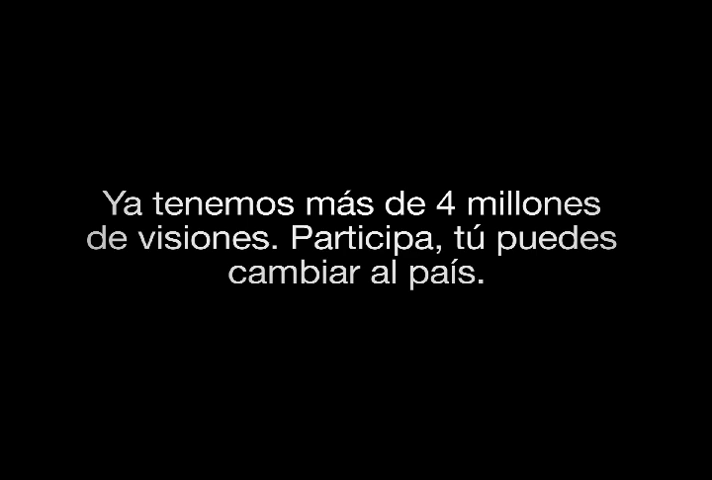 Ya tenemos más de 4 millones
de visiones. Participa, tú puedes
cambiar al país.